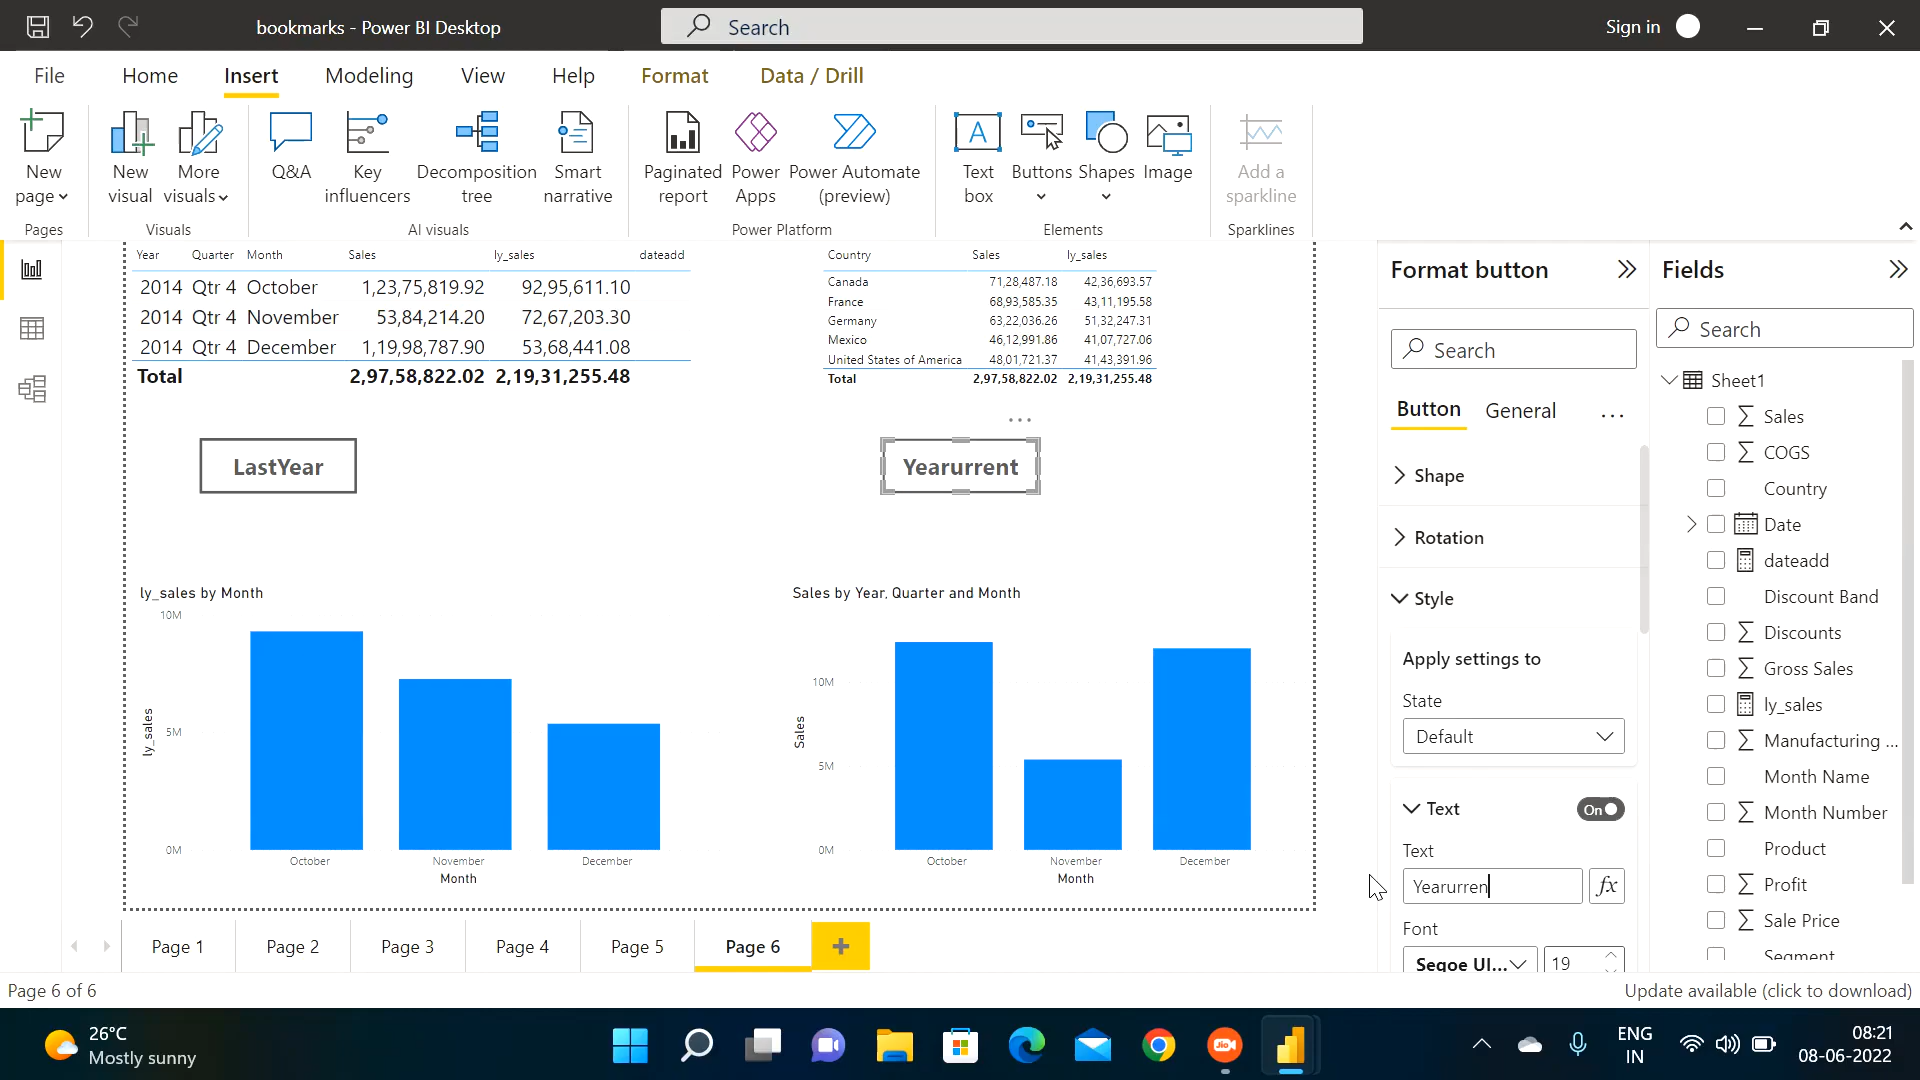 bookmarks - Power BI Desktop
Search
Sign in
File Home Insert Modeling View Help Format Data / Drill
New page
New visual
More visuals
Q&A
Key influencers
Decomposition tree
Smart narrative
Paginated report
Power Apps
Power Automate (preview)
Text box
Buttons
Shapes
Image
Add a sparkline
Pages Visuals AI visuals Power Platform Elements Sparklines
Year Quarter Month Sales ly_sales dateadd
2014 Qtr 4 October 1,23,75,819.92 92,95,611.10
2014 Qtr 4 November 53,84,214.20 72,67,203.30
2014 Qtr 4 December 1,19,98,787.90 53,68,441.08
Total 2,97,58,822.02 2,19,31,255.48
Country Sales ly_sales
Canada 71,28,487.18 42,36,693.57
France 68,93,585.35 43,11,195.58
Germany 63,22,036.26 51,32,247.31
Mexico 46,12,991.86 41,07,727.06
United States of America 48,01,721.37 41,43,391.96
Total 2,97,58,822.02 2,19,31,255.48
LastYear
Yearurrent
ly_sales by Month
10M
5M
0M
ly_sales
October November December
Month
Sales by Year, Quarter and Month
10M
5M
0M
Sales
October November December
Month
Format button
Search
Button General ...
Shape
Rotation
Style
Apply settings to
State
Default
Text On
Text
Yearurren
fx
Font
Segoe UI... 19
Fields
Search
Sheet1
Sales
COGS
Country
Date
dateadd
Discount Band
Discounts
Gross Sales
ly_sales
Manufacturing ...
Month Name
Month Number
Product
Profit
Sale Price
Segment
Page 1 Page 2 Page 3 Page 4 Page 5 Page 6 +
Page 6 of 6
Update available (click to download)
26°C
Mostly sunny
Jio
ENG
IN
08:21
08-06-2022